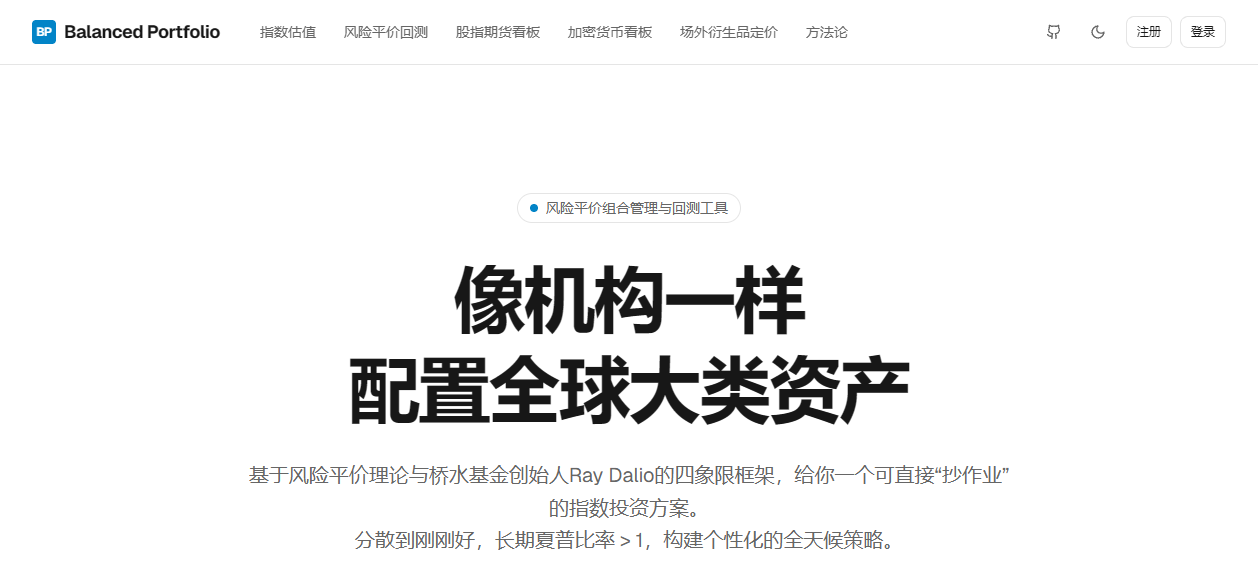 BP Balanced Portfolio 指数估值 风险平价回测 股指期货看板 加密货币看板 场外衍生品定价 方法论 注册 登录
风险平价组合管理与回测工具
像机构一样
配置全球大类资产
基于风险平价理论与桥水基金创始人Ray Dalio的四象限框架，给你一个可直接“抄作业”
的指数投资方案。
分散到刚刚好，长期夏普比率 > 1，构建个性化的全天候策略。